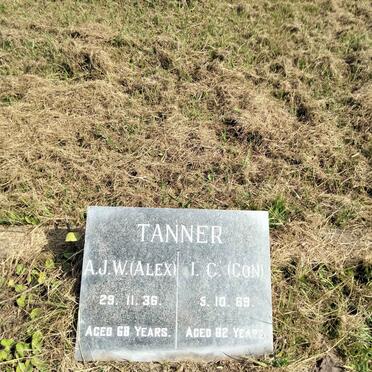 TANNER
A.J.W. (ALEX) I. C. (CON)
29. 11. 36. 5. 10. 69.
AGED 68 YEARS. AGED 82 YEARS.